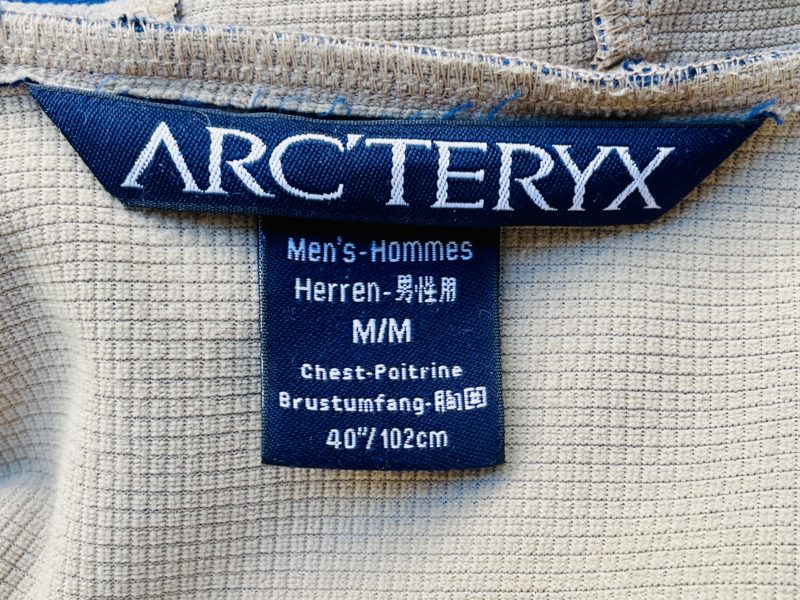 ARC'TERYX
Men's-Hommes
Herren-男性用
M/M
Chest-Poitrine
Brustumfang-胸囲
40"/102cm